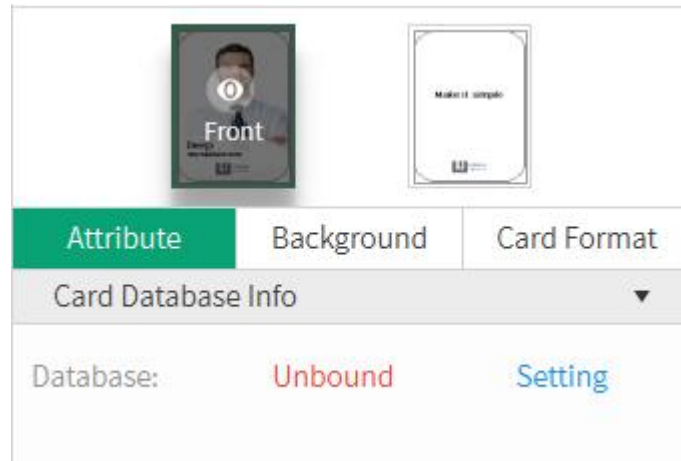 Front
Make it simple
Attribute
Background
Card Format
Card Database Info
Database:
Unbound
Setting